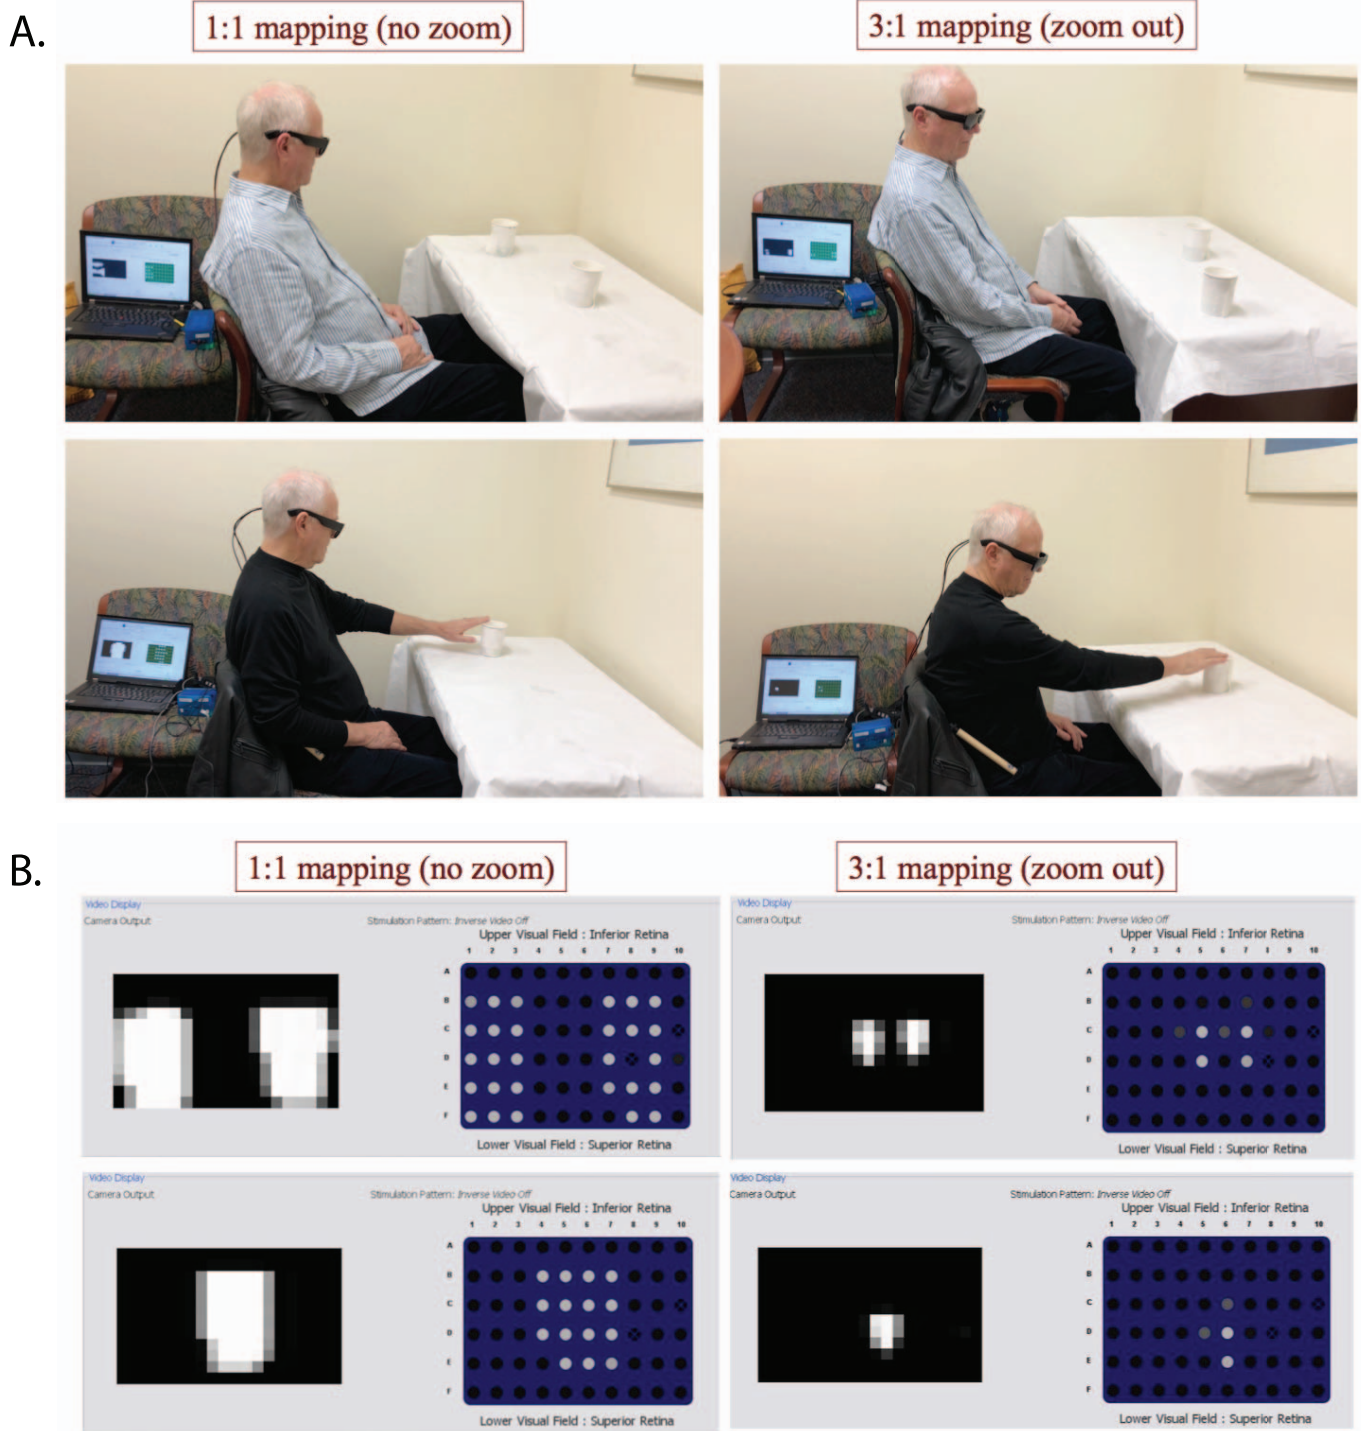 A.
1:1 mapping (no zoom)
3:1 mapping (zoom out)
B.
1:1 mapping (no zoom)
3:1 mapping (zoom out)
Video Display
Camera Output
Stimulation Pattern: Inverse Video Off
Upper Visual Field : Inferior Retina
1 2 3 4 5 6 7 8 9 10
A
B
C
D
E
F
Lower Visual Field : Superior Retina
Video Display
Camera Output
Stimulation Pattern: Inverse Video Off
Upper Visual Field : Inferior Retina
1 2 3 4 5 6 7 8 9 10
A
B
C
D
E
F
Lower Visual Field : Superior Retina
Video Display
Camera Output
Stimulation Pattern: Inverse Video Off
Upper Visual Field : Inferior Retina
1 2 3 4 5 6 7 8 9 10
A
B
C
D
E
F
Lower Visual Field : Superior Retina
Video Display
Camera Output
Stimulation Pattern: Inverse Video Off
Upper Visual Field : Inferior Retina
1 2 3 4 5 6 7 8 9 10
A
B
C
D
E
F
Lower Visual Field : Superior Retina